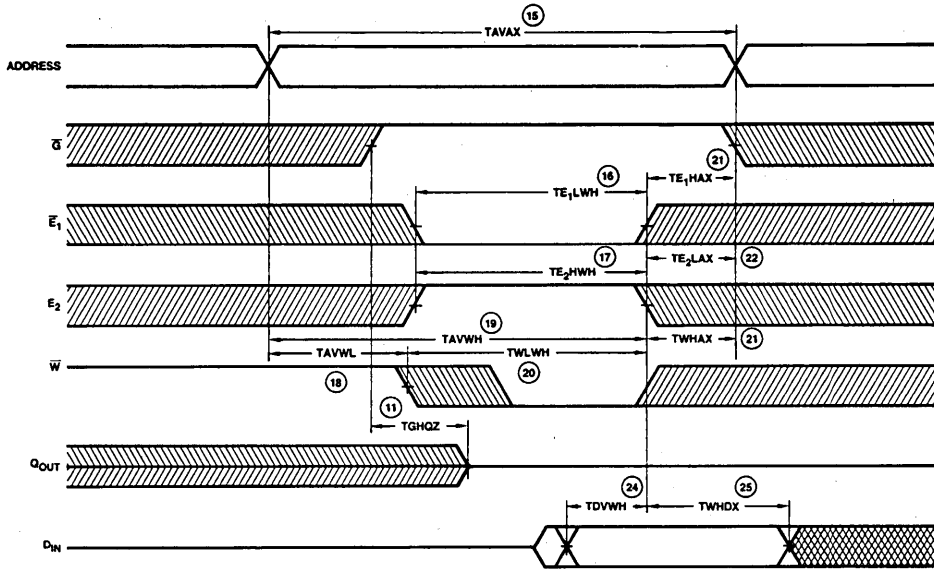 15
TAVAX
ADDRESS
G̅
21
16
TE₁HAX
TE₁LWH
E̅₁
17
TE₂LAX
22
TE₂HWH
E₂
19
TAVWH
TWHAX
21
TAVWL
TWLWH
W̅
18
20
11
TGHQZ
QOUT
24
25
TDVWH
TWHDX
DIN